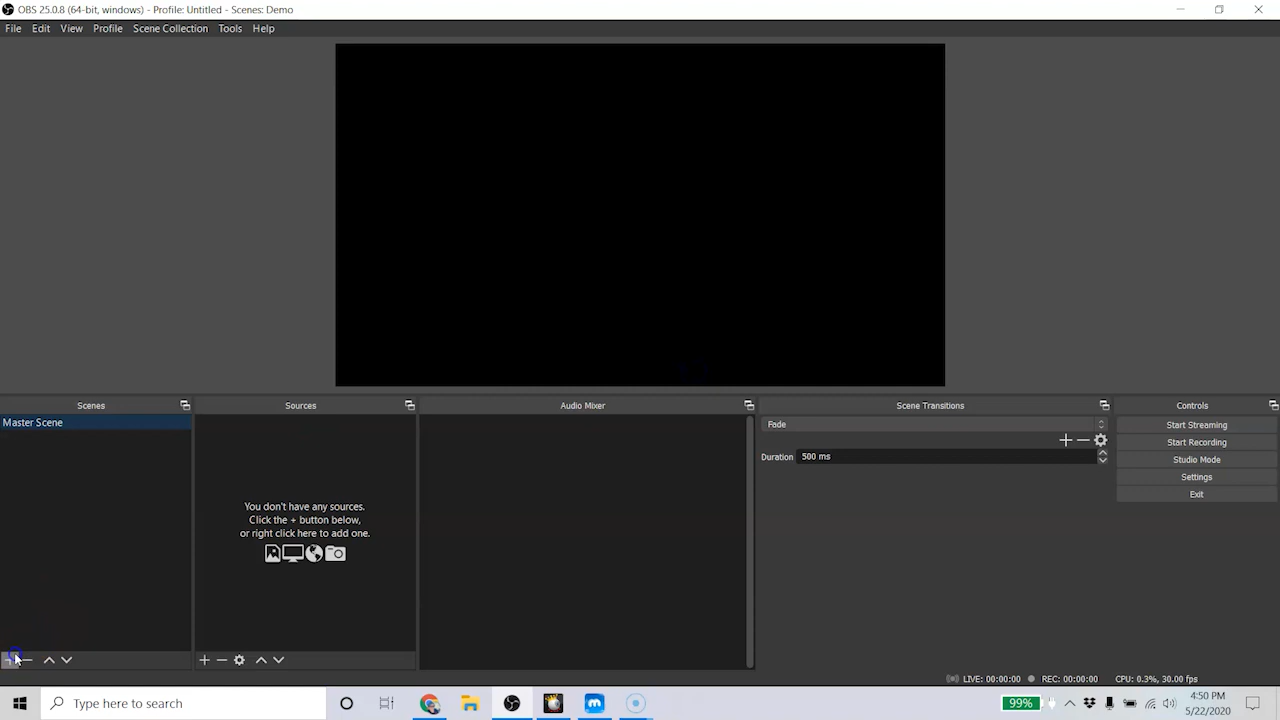 OBS 25.0.8 (64-bit, windows) - Profile: Untitled - Scenes: Demo
File Edit View Profile Scene Collection Tools Help
Scenes
Sources
Audio Mixer
Scene Transitions
Controls
Master Scene
You don't have any sources.
Click the + button below,
or right click here to add one.
Fade
Duration 500 ms
Start Streaming
Start Recording
Studio Mode
Settings
Exit
LIVE: 00:00:00 REC: 00:00:00 CPU: 0.3%, 30.00 fps
Type here to search
99%
4:50 PM
5/22/2020